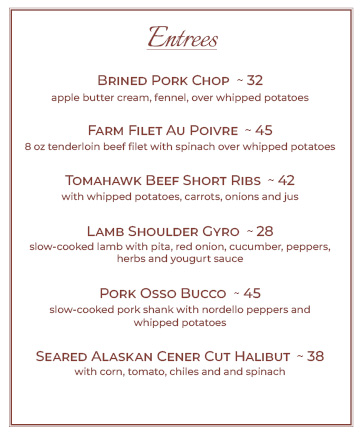 Entrees
Brined Pork Chop ~ 32
apple butter cream, fennel, over whipped potatoes
Farm Filet Au Poivre ~ 45
8 oz tenderloin beef filet with spinach over whipped potatoes
Tomahawk Beef Short Ribs ~ 42
with whipped potatoes, carrots, onions and jus
Lamb Shoulder Gyro ~ 28
slow-cooked lamb with pita, red onion, cucumber, peppers,
herbs and yougurt sauce
Pork Osso Bucco ~ 45
slow-cooked pork shank with nordello peppers and
whipped potatoes
Seared Alaskan Cener Cut Halibut ~ 38
with corn, tomato, chiles and and spinach